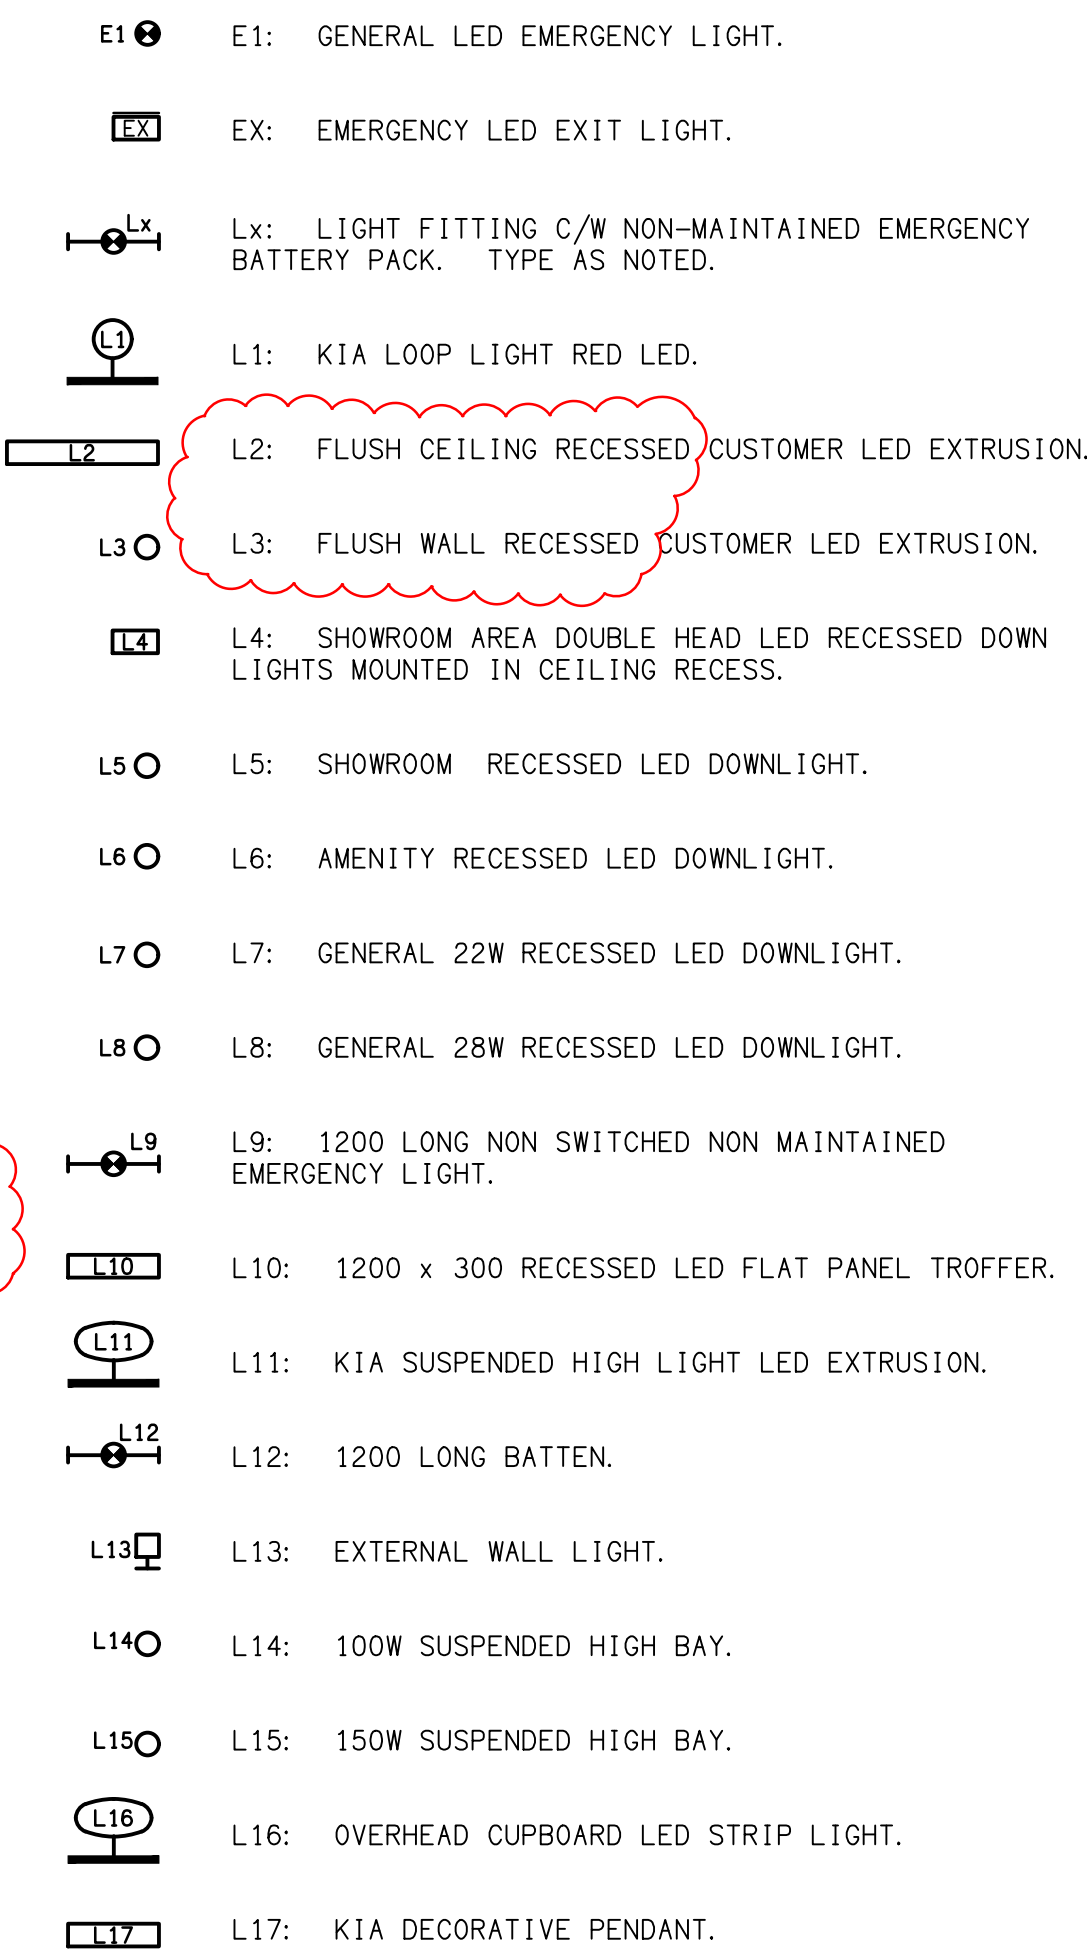 E1 E1: GENERAL LED EMERGENCY LIGHT.
EX EX: EMERGENCY LED EXIT LIGHT.
Lx Lx: LIGHT FITTING C/W NON-MAINTAINED EMERGENCY
BATTERY PACK. TYPE AS NOTED.
L1 L1: KIA LOOP LIGHT RED LED.
L2 L2: FLUSH CEILING RECESSED CUSTOMER LED EXTRUSION.
L3 L3: FLUSH WALL RECESSED CUSTOMER LED EXTRUSION.
L4 L4: SHOWROOM AREA DOUBLE HEAD LED RECESSED DOWN
LIGHTS MOUNTED IN CEILING RECESS.
L5 L5: SHOWROOM RECESSED LED DOWNLIGHT.
L6 L6: AMENITY RECESSED LED DOWNLIGHT.
L7 L7: GENERAL 22W RECESSED LED DOWNLIGHT.
L8 L8: GENERAL 28W RECESSED LED DOWNLIGHT.
L9 L9: 1200 LONG NON SWITCHED NON MAINTAINED
EMERGENCY LIGHT.
L10 L10: 1200 x 300 RECESSED LED FLAT PANEL TROFFER.
L11 L11: KIA SUSPENDED HIGH LIGHT LED EXTRUSION.
L12 L12: 1200 LONG BATTEN.
L13 L13: EXTERNAL WALL LIGHT.
L14 L14: 100W SUSPENDED HIGH BAY.
L15 L15: 150W SUSPENDED HIGH BAY.
L16 L16: OVERHEAD CUPBOARD LED STRIP LIGHT.
L17 L17: KIA DECORATIVE PENDANT.